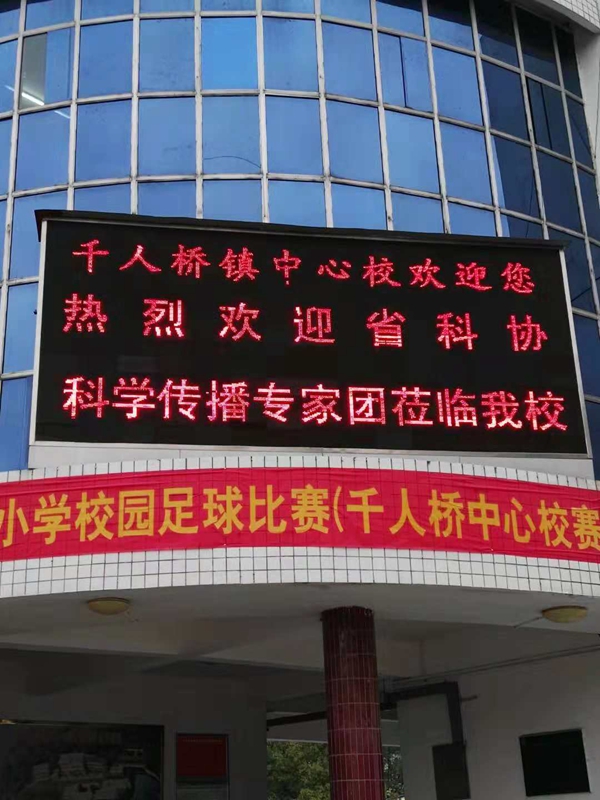 千人桥镇中心校欢迎您
热烈欢迎省科协
科学传播专家团莅临我校
小学校园足球比赛(千人桥中心校赛